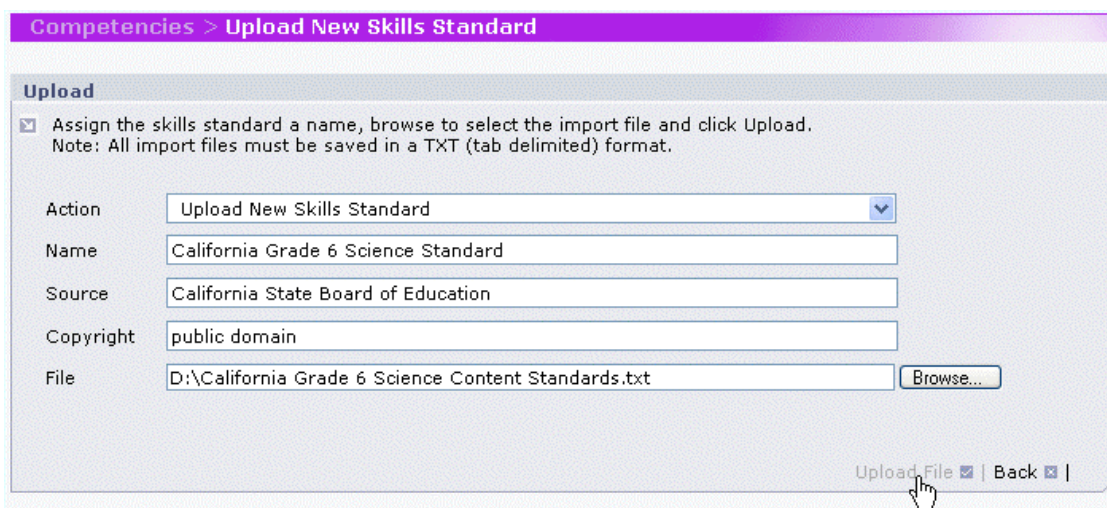 Competencies > Upload New Skills Standard
Upload
Assign the skills standard a name, browse to select the import file and click Upload.
Note: All import files must be saved in a TXT (tab delimited) format.
Action Upload New Skills Standard
Name California Grade 6 Science Standard
Source California State Board of Education
Copyright public domain
File D:\California Grade 6 Science Content Standards.txt Browse...
Upload File | Back |